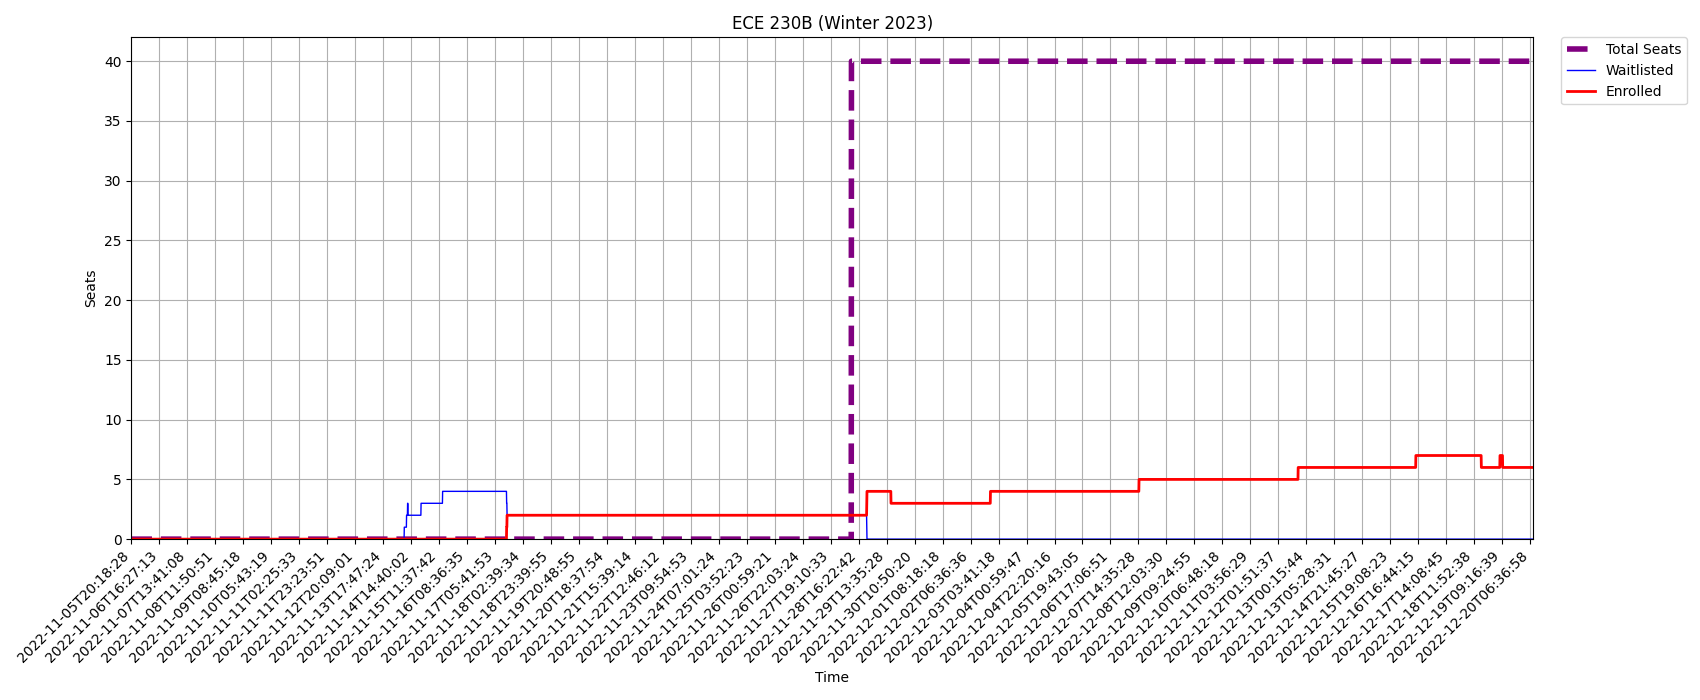 ECE 230B (Winter 2023)
Total Seats
Waitlisted
Enrolled
40
35
30
25
20
15
10
5
0
Seats
2022-11-05T20:18:28
2022-11-06T16:27:13
2022-11-07T13:41:08
2022-11-08T11:50:51
2022-11-09T08:45:18
2022-11-10T05:43:19
2022-11-11T02:25:33
2022-11-11T23:23:51
2022-11-12T20:09:01
2022-11-13T17:47:24
2022-11-14T14:40:02
2022-11-15T11:37:42
2022-11-16T08:36:35
2022-11-17T05:41:53
2022-11-18T02:39:34
2022-11-18T23:39:55
2022-11-19T20:48:55
2022-11-20T18:37:54
2022-11-21T15:39:14
2022-11-22T12:46:12
2022-11-23T09:54:53
2022-11-24T07:01:24
2022-11-25T03:52:23
2022-11-26T00:59:21
2022-11-26T22:03:24
2022-11-27T19:10:33
2022-11-28T16:22:42
2022-11-29T13:35:28
2022-11-30T10:50:20
2022-12-01T08:18:18
2022-12-02T06:36:36
2022-12-03T03:41:18
2022-12-04T00:59:47
2022-12-04T22:20:16
2022-12-05T19:43:05
2022-12-06T17:06:51
2022-12-07T14:35:28
2022-12-08T12:03:30
2022-12-09T09:24:55
2022-12-10T06:48:18
2022-12-11T03:56:29
2022-12-12T01:51:37
2022-12-13T00:15:44
2022-12-13T05:28:31
2022-12-14T21:45:27
2022-12-15T19:08:23
2022-12-16T16:44:15
2022-12-17T14:08:45
2022-12-18T11:52:38
2022-12-19T09:16:39
2022-12-20T06:36:58
Time